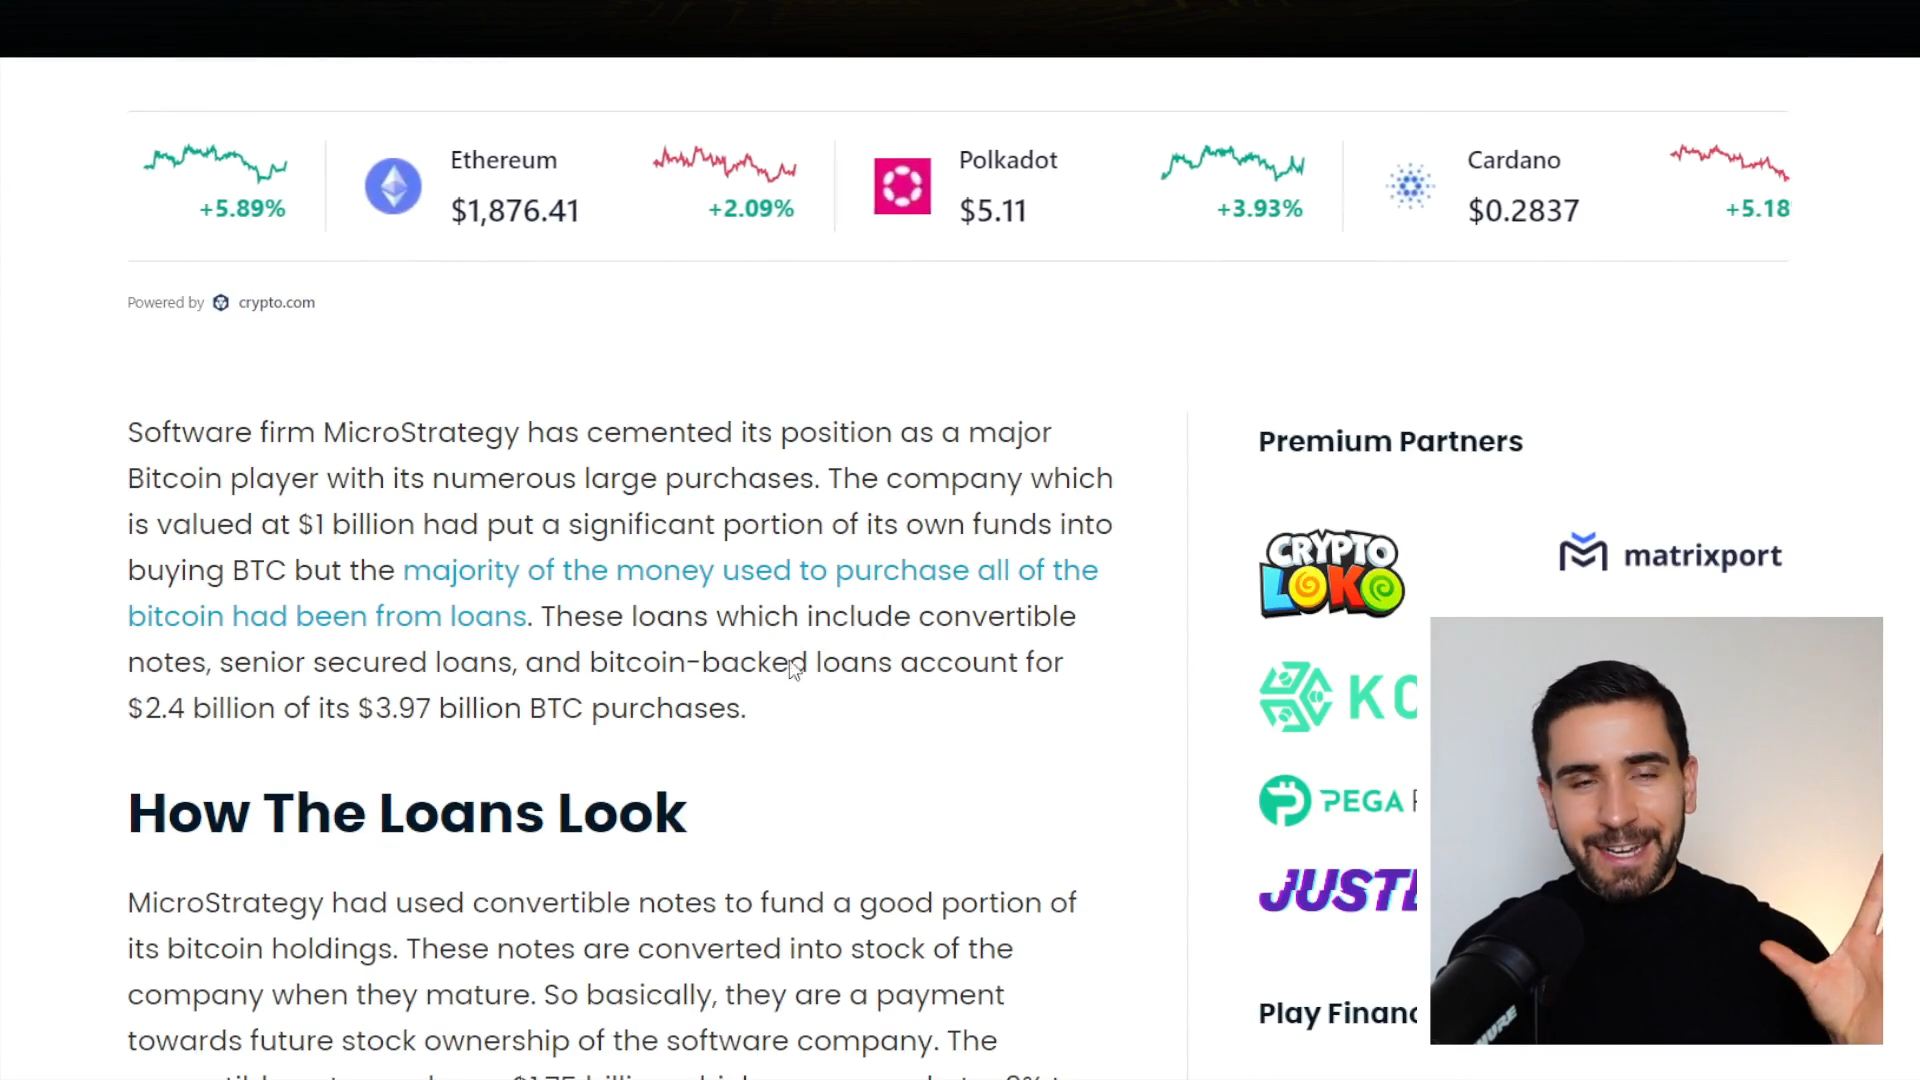 +5.89%
Ethereum
$1,876.41
+2.09%
Polkadot
$5.11
+3.93%
Cardano
$0.2837
+5.18
Powered by crypto.com
Software firm MicroStrategy has cemented its position as a major
Bitcoin player with its numerous large purchases. The company which
is valued at $1 billion had put a significant portion of its own funds into
buying BTC but the majority of the money used to purchase all of the
bitcoin had been from loans. These loans which include convertible
notes, senior secured loans, and bitcoin-backed loans account for
$2.4 billion of its $3.97 billion BTC purchases.
How The Loans Look
MicroStrategy had used convertible notes to fund a good portion of
its bitcoin holdings. These notes are converted into stock of the
company when they mature. So basically, they are a payment
towards future stock ownership of the software company. The
Premium Partners
CRYPTO
LOKO
matrixport
KC
PEGA
JUST
Play Financ